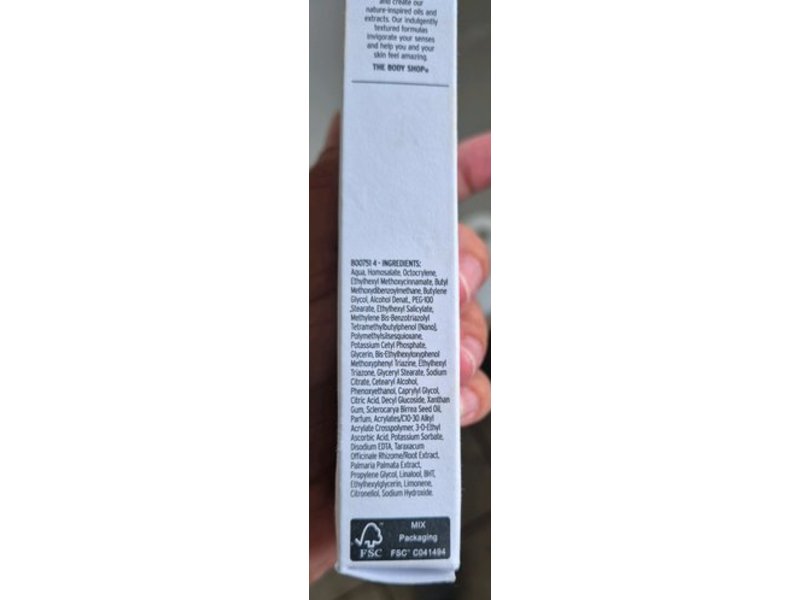 and create our
nature-inspired oils and
extracts. Our indulgently
textured formulas
invigorate your senses
and help you and your
skin feel amazing.
THE BODY SHOP®
B00751 4 - INGREDIENTS:
Aqua, Homosalate, Octocrylene,
Ethylhexyl Methoxycinnamate, Butyl
Methoxydibenzoylmethane, Butylene
Glycol, Alcohol Denat., PEG-100
Stearate, Ethylhexyl Salicylate,
Methylene Bis-Benzotriazolyl
Tetramethylbutylphenol [Nano],
Polymethylsilsesquioxane,
Potassium Cetyl Phosphate,
Glycerin, Bis-Ethylhexyloxyphenol
Methoxyphenyl Triazine, Ethylhexyl
Triazone, Glyceryl Stearate, Sodium
Citrate, Cetearyl Alcohol,
Phenoxyethanol, Caprylyl Glycol,
Citric Acid, Decyl Glucoside, Xanthan
Gum, Sclerocarya Birrea Seed Oil,
Parfum, Acrylates/C10-30 Alkyl
Acrylate Crosspolymer, 3-O-Ethyl
Ascorbic Acid, Potassium Sorbate,
Disodium EDTA, Taraxacum
Officinale Rhizome/Root Extract,
Palmaria Palmata Extract,
Propylene Glycol, Linalool, BHT,
Ethylhexylglycerin, Limonene,
Citronellol, Sodium Hydroxide.
MIX
Packaging
FSC
FSC™ C041494